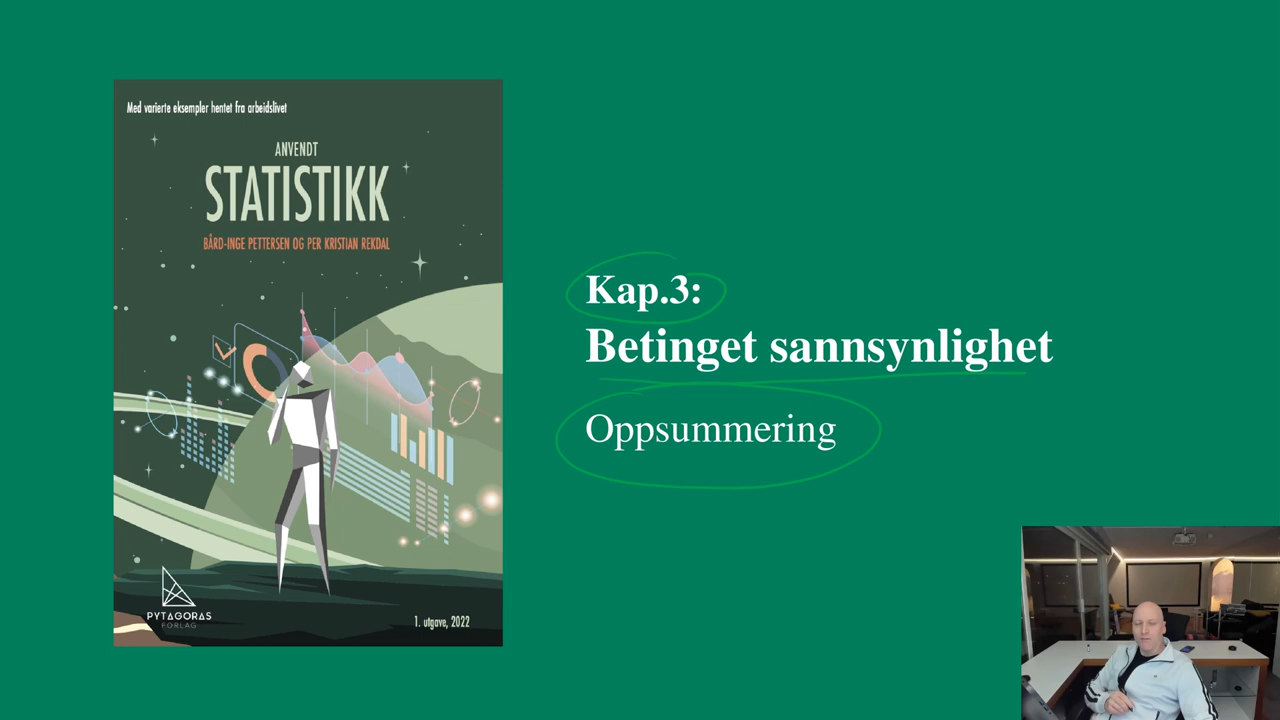 Med varierte eksempler hentet fra arbeidslivet
ANVENDT
STATISTIKK
BÅRD-INGE PETTERSEN OG PER KRISTIAN REKDAL
PYTAGORAS
FORLAG
1. utgave, 2022
Kap.3:
Betinget sannsynlighet
Oppsummering